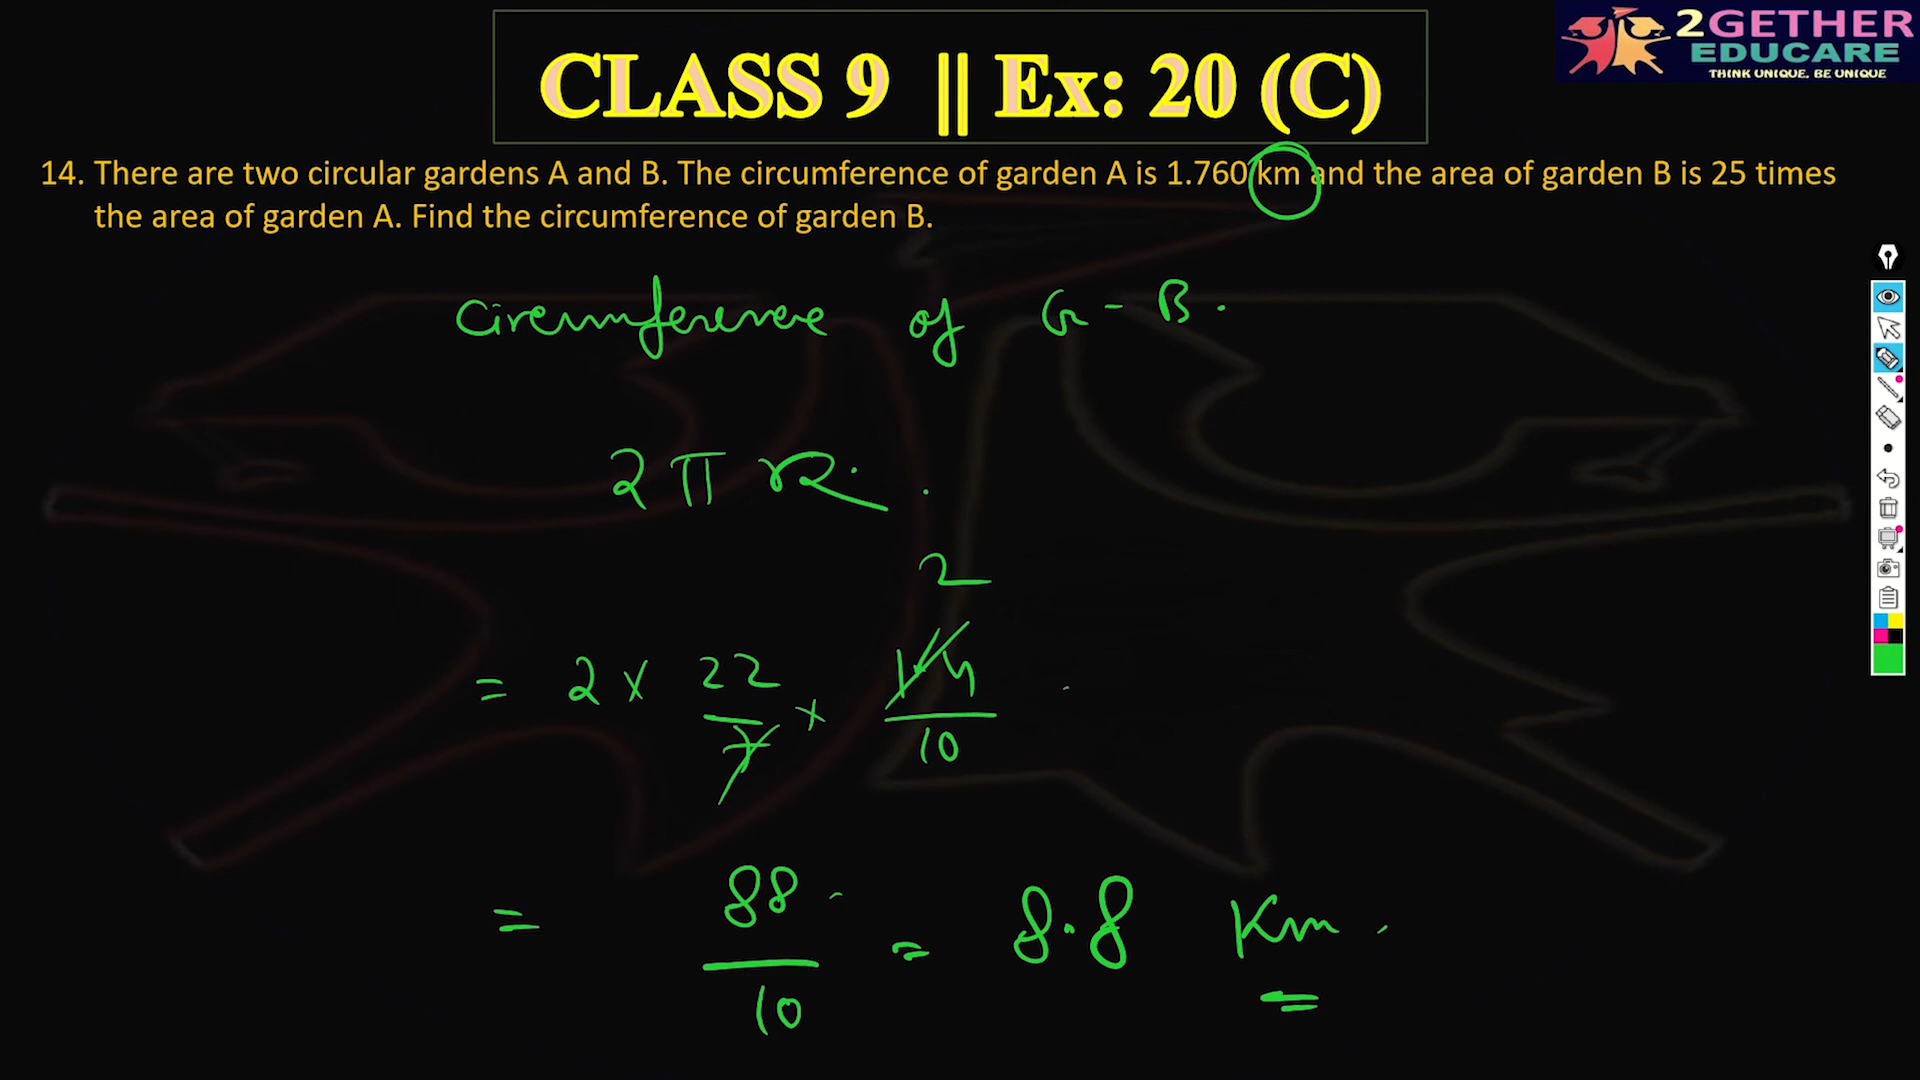 2GETHER
EDUCARE
THINK UNIQUE. BE UNIQUE
CLASS 9 || Ex: 20 (C)
14. There are two circular gardens A and B. The circumference of garden A is 1.760 km and the area of garden B is 25 times
the area of garden A. Find the circumference of garden B.
Circumference of G - B.
2 π R.
2
= 2 × 22/7 × 14/10
= 88/10 = 8.8 Km.